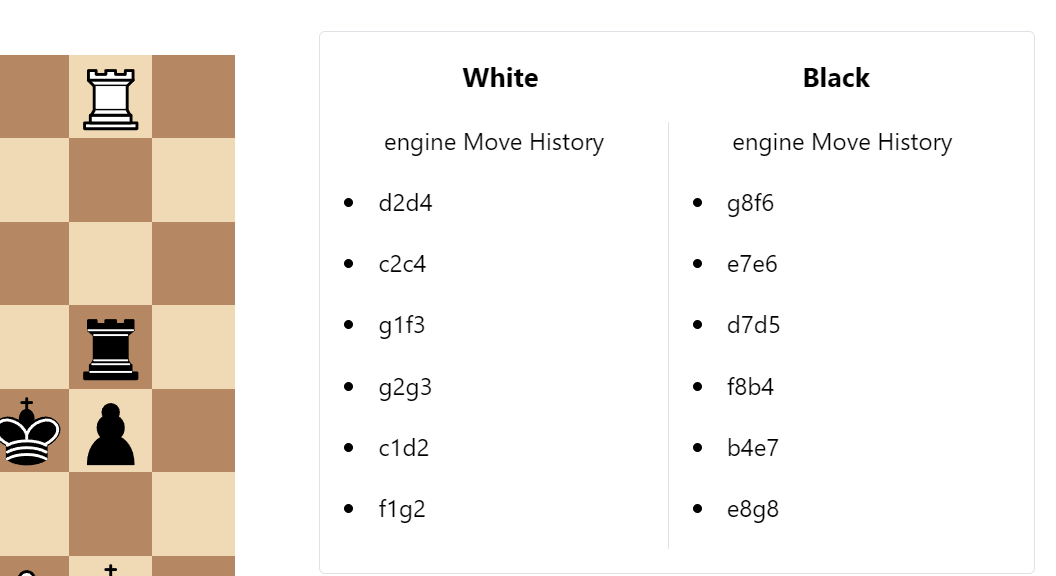 White
Black
engine Move History
engine Move History
d2d4
g8f6
c2c4
e7e6
g1f3
d7d5
g2g3
f8b4
c1d2
b4e7
f1g2
e8g8